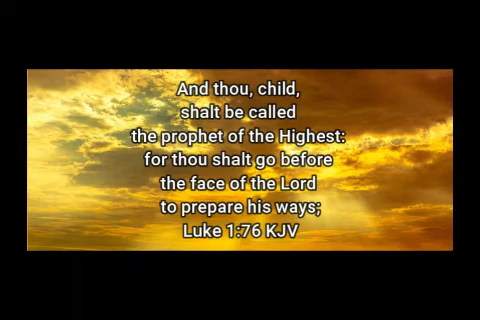 And thou, child,
shalt be called
the prophet of the Highest:
for thou shalt go before
the face of the Lord
to prepare his ways;
Luke 1:76 KJV